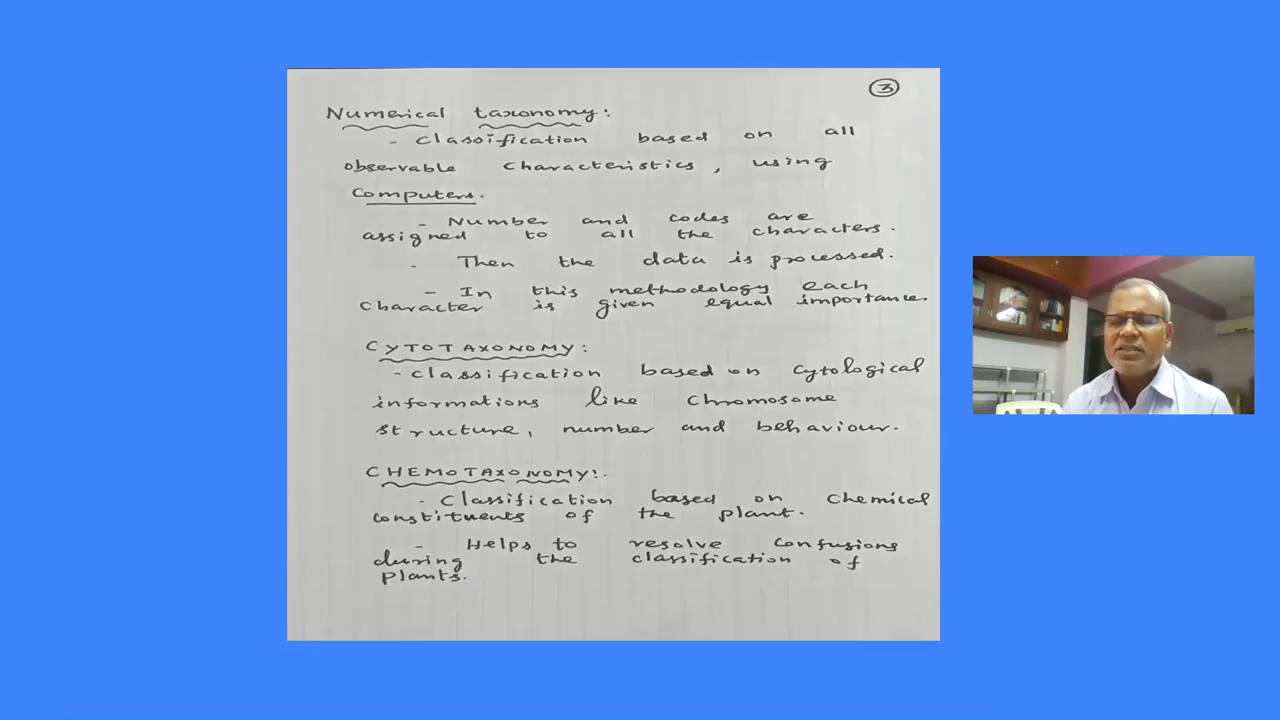 3
Numerical taxonomy:
- Classification based on all
observable characteristics, using
Computers.
- Number and codes are
assigned to all the characters.
- Then the data is processed.
- In this methodology each
character is given equal importance.
CYTOTAXONOMY:
- Classification based on cytological
informations like chromosome
structure, number and behaviour.
CHEMOTAXONOMY:.
- Classification based on chemical
constituents of the plant.
- Helps to resolve confusions
during the classification of
plants.